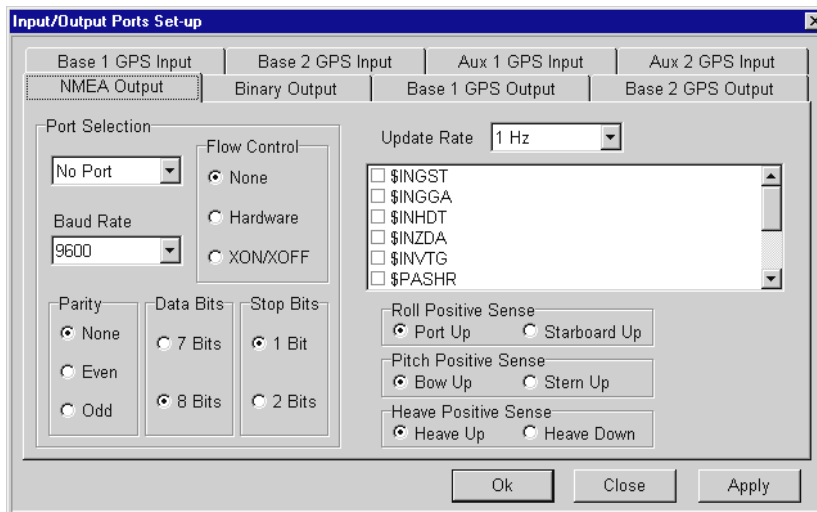 Input/Output Ports Set-up
Base 1 GPS Input
Base 2 GPS Input
Aux 1 GPS Input
Aux 2 GPS Input
NMEA Output
Binary Output
Base 1 GPS Output
Base 2 GPS Output
Port Selection
No Port
Baud Rate
9600
Flow Control
None
Hardware
XON/XOFF
Parity
None
Even
Odd
Data Bits
7 Bits
8 Bits
Stop Bits
1 Bit
2 Bits
Update Rate
1 Hz
$INGST
$INGGA
$INHDT
$INZDA
$INVTG
$PASHR
Roll Positive Sense
Port Up
Starboard Up
Pitch Positive Sense
Bow Up
Stern Up
Heave Positive Sense
Heave Up
Heave Down
Ok
Close
Apply